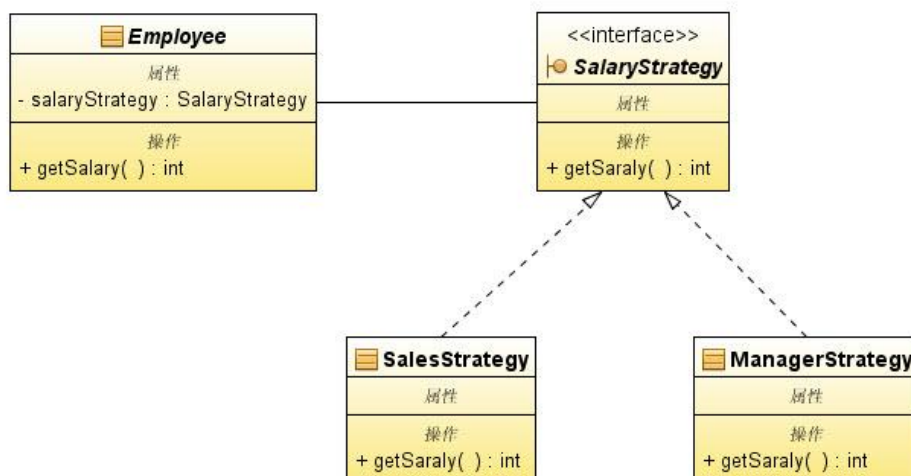 Employee
属性
- salaryStrategy : SalaryStrategy
操作
+ getSalary( ) : int
<<interface>>
SalaryStrategy
属性
操作
+ getSaraly( ) : int
SalesStrategy
属性
操作
+ getSaraly( ) : int
ManagerStrategy
属性
操作
+ getSaraly( ) : int